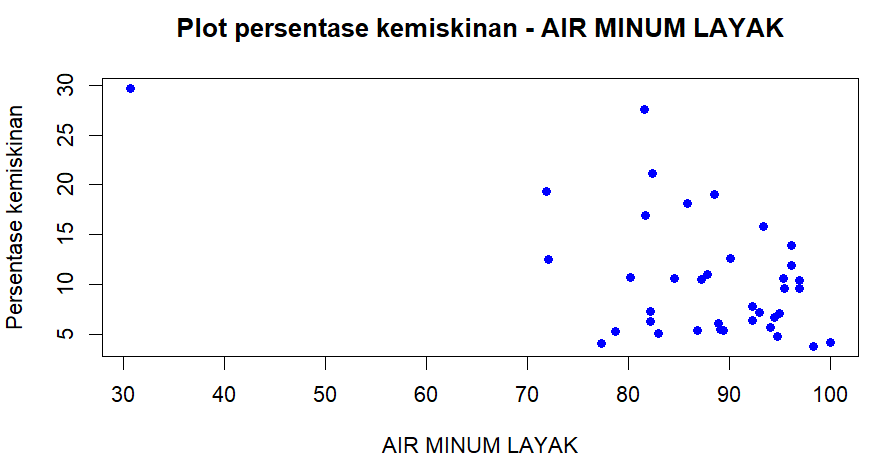 Plot persentase kemiskinan - AIR MINUM LAYAK
Persentase kemiskinan
30
25
20
15
10
5
30 40 50 60 70 80 90 100
AIR MINUM LAYAK